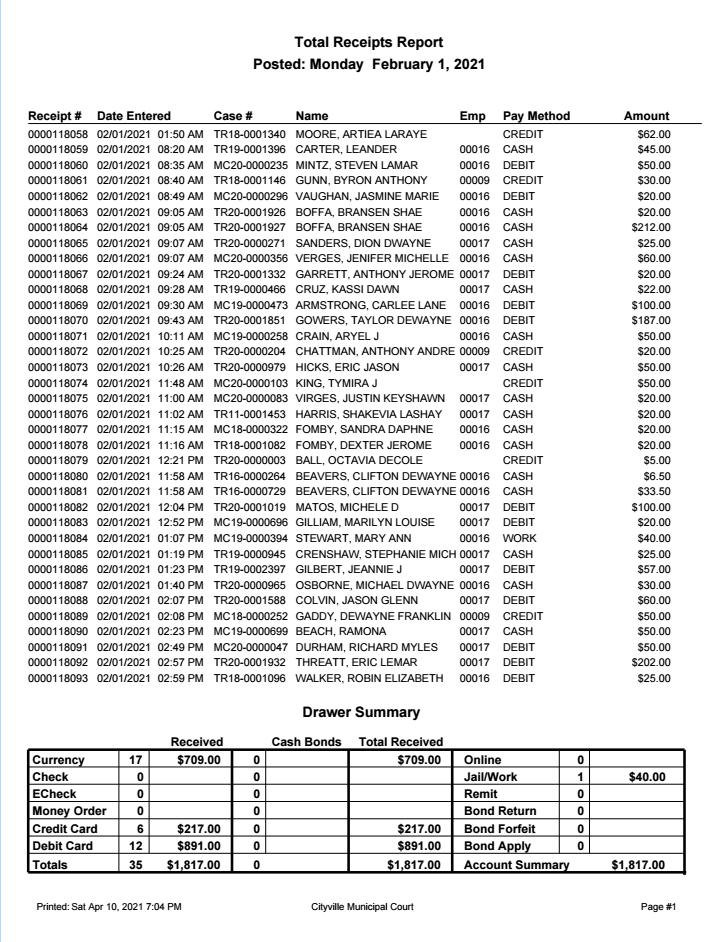 Total Receipts Report
Posted: Monday  February 1, 2021
Receipt # Date Entered Case # Name Emp Pay Method Amount
0000118058 02/01/2021 01:50 AM TR18-0001340 MOORE, ARTIEA LARAYE CREDIT $62.00
0000118059 02/01/2021 08:20 AM TR19-0001396 CARTER, LEANDER 00016 CASH $45.00
0000118060 02/01/2021 08:35 AM MC20-0000235 MINTZ, STEVEN LAMAR 00016 DEBIT $50.00
0000118061 02/01/2021 08:40 AM TR18-0001146 GUNN, BYRON ANTHONY 00009 CREDIT $30.00
0000118062 02/01/2021 08:49 AM MC20-0000296 VAUGHAN, JASMINE MARIE 00016 DEBIT $20.00
0000118063 02/01/2021 09:05 AM TR20-0001926 BOFFA, BRANSEN SHAE 00016 CASH $20.00
0000118064 02/01/2021 09:05 AM TR20-0001927 BOFFA, BRANSEN SHAE 00016 CASH $212.00
0000118065 02/01/2021 09:07 AM TR20-0000271 SANDERS, DION DWAYNE 00017 CASH $25.00
0000118066 02/01/2021 09:07 AM MC20-0000356 VERGES, JENIFER MICHELLE 00016 CASH $60.00
0000118067 02/01/2021 09:24 AM TR20-0001332 GARRETT, ANTHONY JEROME 00017 DEBIT $20.00
0000118068 02/01/2021 09:28 AM TR19-0000466 CRUZ, KASSI DAWN 00017 CASH $22.00
0000118069 02/01/2021 09:30 AM MC19-0000473 ARMSTRONG, CARLEE LANE 00016 DEBIT $100.00
0000118070 02/01/2021 09:43 AM TR20-0001851 GOWERS, TAYLOR DEWAYNE 00016 DEBIT $187.00
0000118071 02/01/2021 10:11 AM MC19-0000258 CRAIN, ARYEL J 00016 CASH $50.00
0000118072 02/01/2021 10:25 AM TR20-0000204 CHATTMAN, ANTHONY ANDRE 00009 CREDIT $20.00
0000118073 02/01/2021 10:26 AM TR20-0000979 HICKS, ERIC JASON 00017 CASH $50.00
0000118074 02/01/2021 11:48 AM MC20-0000103 KING, TYMIRA J CREDIT $50.00
0000118075 02/01/2021 11:00 AM MC20-0000083 VIRGES, JUSTIN KEYSHAWN 00017 CASH $20.00
0000118076 02/01/2021 11:02 AM TR11-0001453 HARRIS, SHAKEVIA LASHAY 00017 CASH $20.00
0000118077 02/01/2021 11:15 AM MC18-0000322 FOMBY, SANDRA DAPHNE 00016 CASH $20.00
0000118078 02/01/2021 11:16 AM TR18-0001082 FOMBY, DEXTER JEROME 00016 CASH $20.00
0000118079 02/01/2021 12:21 PM TR20-0000003 BALL, OCTAVIA DECOLE CREDIT $5.00
0000118080 02/01/2021 11:58 AM TR16-0000264 BEAVERS, CLIFTON DEWAYNE 00016 CASH $6.50
0000118081 02/01/2021 11:58 AM TR16-0000729 BEAVERS, CLIFTON DEWAYNE 00016 CASH $33.50
0000118082 02/01/2021 12:04 PM TR20-0001019 MATOS, MICHELE D 00017 DEBIT $100.00
0000118083 02/01/2021 12:52 PM MC19-0000696 GILLIAM, MARILYN LOUISE 00017 DEBIT $20.00
0000118084 02/01/2021 01:07 PM MC19-0000394 STEWART, MARY ANN 00016 WORK $40.00
0000118085 02/01/2021 01:19 PM TR19-0000945 CRENSHAW, STEPHANIE MICH 00017 CASH $25.00
0000118086 02/01/2021 01:23 PM TR19-0002397 GILBERT, JEANNIE J 00017 DEBIT $57.00
0000118087 02/01/2021 01:40 PM TR20-0000965 OSBORNE, MICHAEL DWAYNE 00016 CASH $30.00
0000118088 02/01/2021 02:07 PM TR20-0001588 COLVIN, JASON GLENN 00017 DEBIT $60.00
0000118089 02/01/2021 02:08 PM MC18-0000252 GADDY, DEWAYNE FRANKLIN 00009 CREDIT $50.00
0000118090 02/01/2021 02:23 PM MC19-0000699 BEACH, RAMONA 00017 CASH $50.00
0000118091 02/01/2021 02:49 PM MC20-0000047 DURHAM, RICHARD MYLES 00017 DEBIT $50.00
0000118092 02/01/2021 02:57 PM TR20-0001932 THREATT, ERIC LEMAR 00017 DEBIT $202.00
0000118093 02/01/2021 02:59 PM TR18-0001096 WALKER, ROBIN ELIZABETH 00016 DEBIT $25.00
Drawer Summary
Received Cash Bonds Total Received
Currency 17 $709.00 0 $709.00 Online 0
Check 0 0 Jail/Work 1 $40.00
ECheck 0 0 Remit 0
Money Order 0 0 Bond Return 0
Credit Card 6 $217.00 0 $217.00 Bond Forfeit 0
Debit Card 12 $891.00 0 $891.00 Bond Apply 0
Totals 35 $1,817.00 0 $1,817.00 Account Summary $1,817.00
Printed: Sat Apr 10, 2021 7:04 PM Cityville Municipal Court Page #1